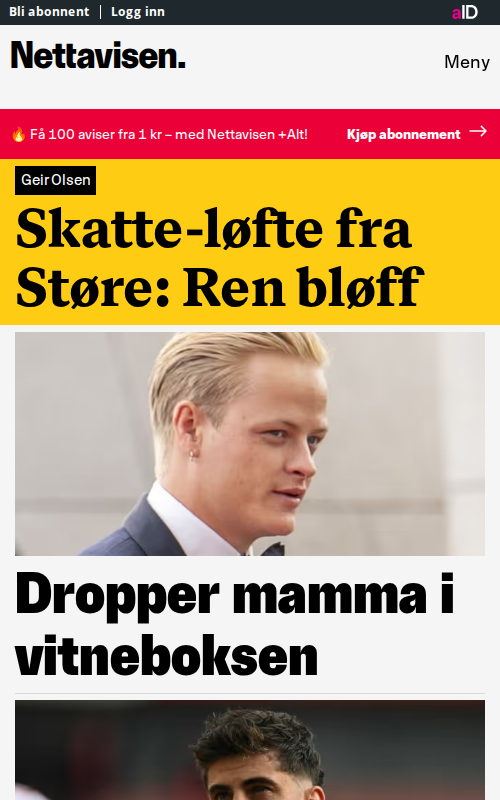 Bli abonnent | Logg inn
aID
Nettavisen.
Meny
🔥 Få 100 aviser fra 1 kr – med Nettavisen +Alt!
Kjøp abonnement →
Geir Olsen
Skatte-løfte fra
Støre: Ren bløff
Dropper mamma i
vitneboksen